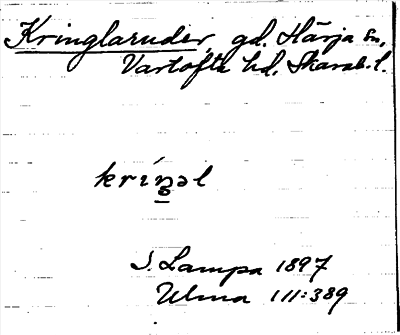 Kringlaruder, gd. Härja sn,
Vartofta hd, Skarab. l.
kríŋəl
S. Lampa 1897
Ulma 111:389